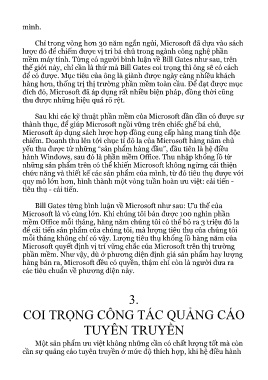 mình.
Chỉ trong vòng hơn 30 năm ngắn ngủi, Microsoft đã dựa vào sách
lược đó để chiếm được vị trí bá chủ trong ngành công nghệ phần
mềm máy tính. Từng có người bình luận về Bill Gates như sau, trên
thế giới này, chỉ cần là thứ mà Bill Gates coi trọng thì ông sẽ có cách
để có được. Mục tiêu của ông là giành được ngày càng nhiều khách
hàng hơn, thống trị thị trường phần mềm toàn cầu. Để đạt được mục
đích đó, Microsoft đã áp dụng rất nhiều biện pháp, đồng thời cũng
thu được những hiệu quả rõ rệt.
Sau khi các kỹ thuật phần mềm của Microsoft dần dần có được sự
thành thục, để giúp Microsoft ngồi vững trên chiếc ghế bá chủ,
Microsoft áp dụng sách lược hợp đồng cung cấp hàng mang tính độc
chiếm. Doanh thu lên tới chục tỉ đô la của Microsoft hàng năm chủ
yếu thu được từ những "sản phẩm hàng đầu", đầu tiên là hệ điều
hành Windows, sau đó là phần mềm Office. Thu nhập khổng lồ từ
những sản phẩm trên có thể khiến Microsoft không ngừng cải thiện
chức năng và thiết kế các sản phẩm của mình, từ đó tiêu thụ được với
quy mô lớn hơn, hình thành một vòng tuần hoàn ưu việt: cải tiến -
tiêu thụ - cải tiến.
Bill Gates từng bình luận về Microsoft như sau: Ưu thế của
Microsoft là vô cùng lớn. Khi chúng tôi bán được 100 nghìn phần
mềm Office mỗi tháng, hàng năm chúng tôi có thể bỏ ra 3 triệu đô la
để cải tiến sản phẩm của chúng tôi, mà lượng tiêu thụ của chúng tôi
mỗi tháng không chỉ có vậy. Lượng tiêu thụ khổng lồ hàng năm của
Microsoft quyết định vị trí vững chắc của Microsoft trên thị trường
phần mềm. Như vậy, dù ở phương diện định giá sản phẩm hay lượng
hàng bán ra, Microsoft đều có quyền, thậm chí còn là người đưa ra
các tiêu chuẩn về phương diện này.
3.
COI TRỌNG CÔNG TÁC QUẢNG CÁO
TUYÊN TRUYỀN
Một sản phẩm ưu việt không những cần có chất lượng tốt mà còn
cần sự quảng cáo tuyên truyền ở mức độ thích hợp, khi hệ điều hành